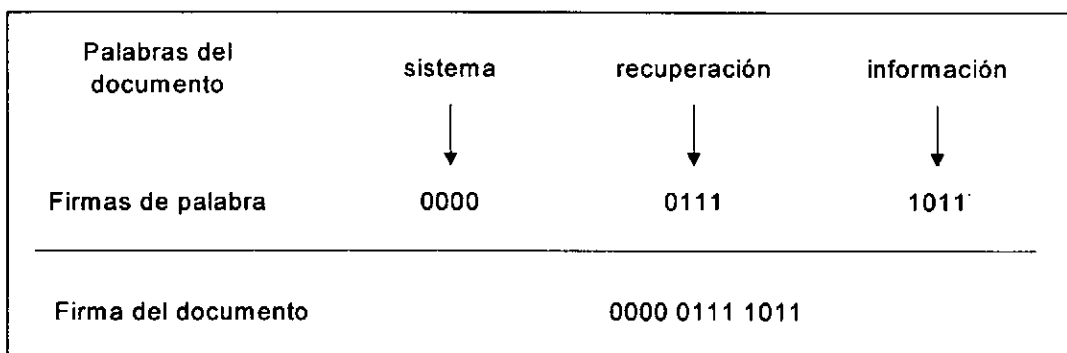 Palabras del
documento
sistema recuperación información
Firmas de palabra 0000 0111 1011
Firma del documento 0000 0111 1011